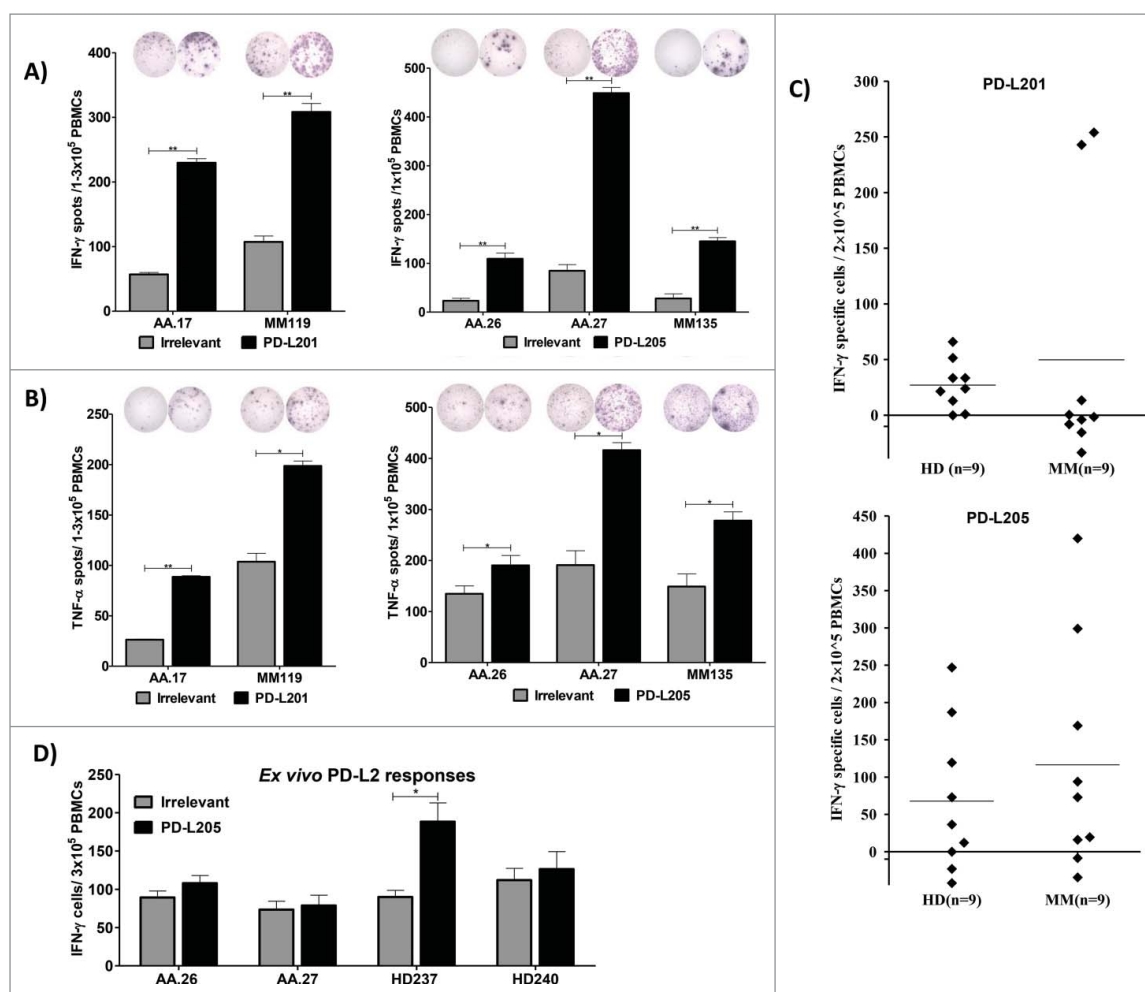 A)
IFN-γ spots /1-3x10⁵ PBMCs
400
300
200
100
0
**
**
AA.17 MM119
Irrelevant PD-L201
IFN-γ spots /1x10⁵ PBMCs
500
400
300
200
100
0
**
**
**
AA.26 AA.27 MM135
Irrelevant PD-L205
B)
TNF-α spots/ 1-3x10⁵ PBMCs
250
200
150
100
50
0
**
*
AA.17 MM119
Irrelevant PD-L201
TNF-α spots/ 1x10⁵ PBMCs
500
400
300
200
100
0
*
*
*
AA.26 AA.27 MM135
Irrelevant PD-L205
C)
PD-L201
IFN-γ specific cells / 2×10^5 PBMCs
300
250
200
150
100
50
0
HD (n=9) MM(n=9)
PD-L205
IFN-γ specific cells / 2×10^5 PBMCs
450
400
350
300
250
200
150
100
50
0
HD(n=9) MM(n=9)
D)
Ex vivo PD-L2 responses
IFN-γ cells/ 3x10⁵ PBMCs
250
200
150
100
50
0
Irrelevant
PD-L205
*
AA.26 AA.27 HD237 HD240